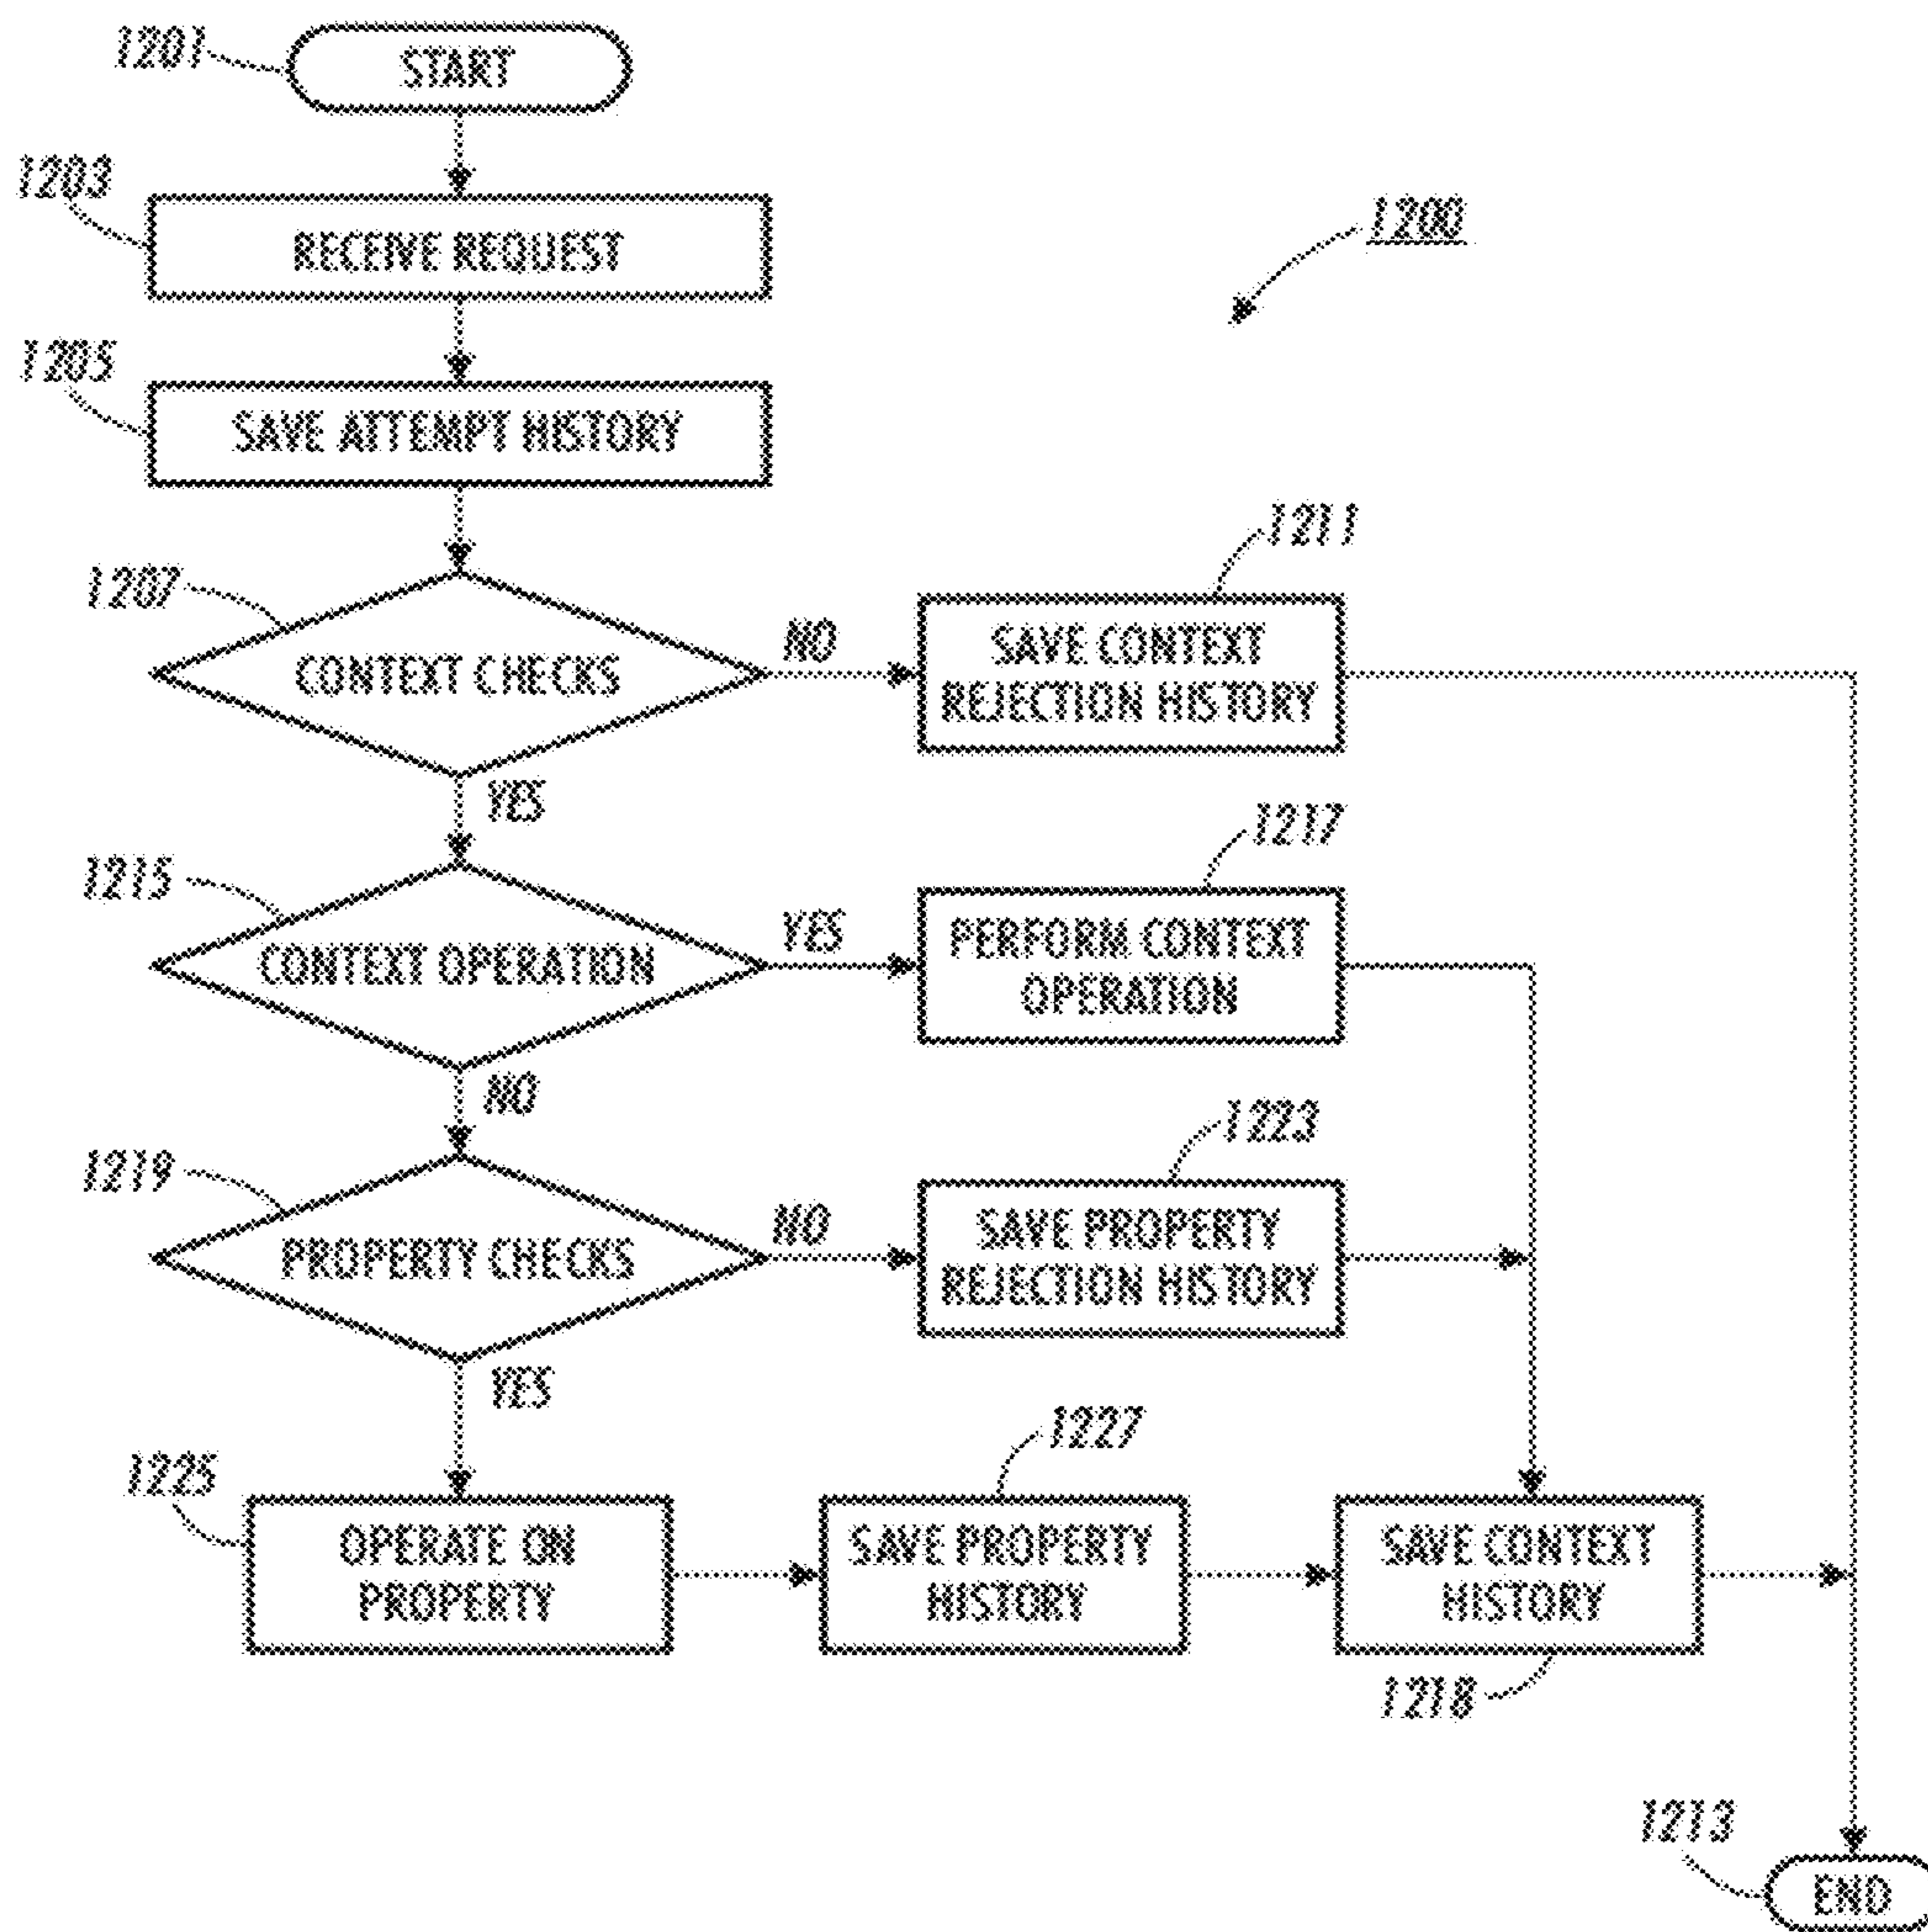 1201
START
1203
RECEIVE REQUEST
1200
1205
SAVE ATTEMPT HISTORY
1207
CONTEXT CHECKS
NO
1211
SAVE CONTEXT
REJECTION HISTORY
YES
1215
CONTEXT OPERATION
YES
1217
PERFORM CONTEXT
OPERATION
NO
1219
PROPERTY CHECKS
NO
1223
SAVE PROPERTY
REJECTION HISTORY
YES
1225
OPERATE ON
PROPERTY
1227
SAVE PROPERTY
HISTORY
SAVE CONTEXT
HISTORY
1218
1213
END